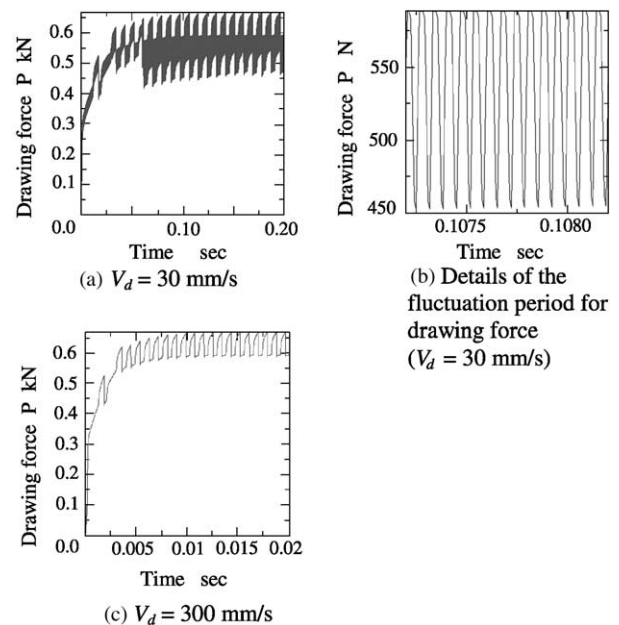 Drawing force P kN
0.6
0.5
0.4
0.3
0.2
0.1
0.0
0.10
0.20
Time sec
(a) V_d = 30 mm/s
Drawing force P N
550
500
450
0.1075
0.1080
Time sec
(b) Details of the
fluctuation period for
drawing force
(V_d = 30 mm/s)
Drawing force P kN
0.6
0.5
0.4
0.3
0.2
0.1
0.0
0.005
0.01
0.015
0.02
Time sec
(c) V_d = 300 mm/s